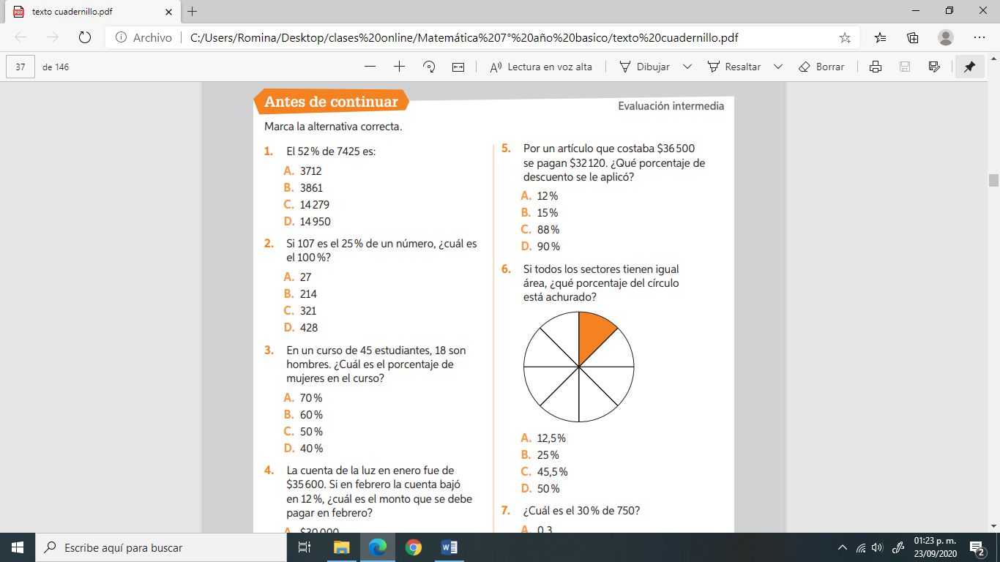 texto cuadernillo.pdf
Archivo
C:/Users/Romina/Desktop/clases%20online/Matemática%207°%20año%20basico/texto%20cuadernillo.pdf
37 de 146
Lectura en voz alta
Dibujar
Resaltar
Borrar
Antes de continuar
Evaluación intermedia
Marca la alternativa correcta.
1. El 52 % de 7425 es:
A. 3712
B. 3861
C. 14 279
D. 14 950
2. Si 107 es el 25 % de un número, ¿cuál es
el 100 %?
A. 27
B. 214
C. 321
D. 428
3. En un curso de 45 estudiantes, 18 son
hombres. ¿Cuál es el porcentaje de
mujeres en el curso?
A. 70 %
B. 60 %
C. 50 %
D. 40 %
4. La cuenta de la luz en enero fue de
$35 600. Si en febrero la cuenta bajó
en 12 %, ¿cuál es el monto que se debe
pagar en febrero?
A. $30 000
5. Por un artículo que costaba $36 500
se pagan $32 120. ¿Qué porcentaje de
descuento se le aplicó?
A. 12 %
B. 15 %
C. 88 %
D. 90 %
6. Si todos los sectores tienen igual
área, ¿qué porcentaje del círculo
está achurado?
A. 12,5 %
B. 25 %
C. 45,5 %
D. 50 %
7. ¿Cuál es el 30 % de 750?
A. 0,3
Escribe aquí para buscar
01:23 p. m.
23/09/2020
2